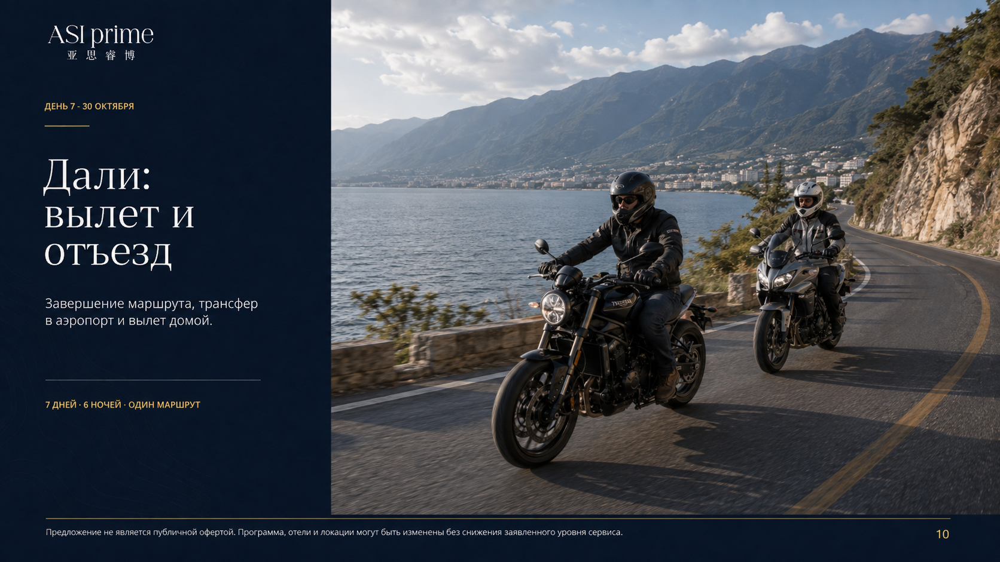 ASI prime
亚思睿博
ДЕНЬ 7 - 30 ОКТЯБРЯ
Дали:
вылет и
отъезд
Завершение маршрута, трансфер
в аэропорт и вылет домой.
7 ДНЕЙ · 6 НОЧЕЙ · ОДИН МАРШРУТ
Предложение не является публичной офертой. Программа, отели и локации могут быть изменены без снижения заявленного уровня сервиса.
10